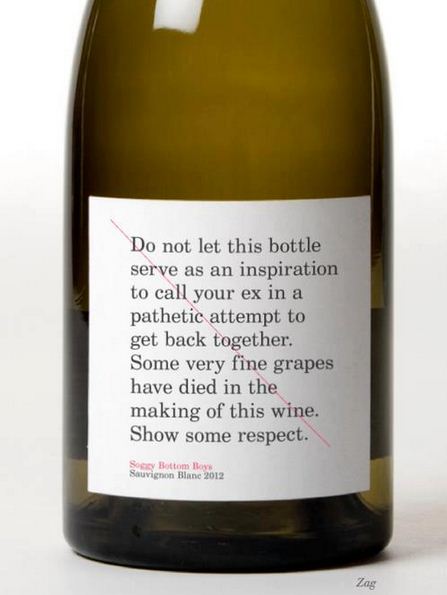 Do not let this bottle
serve as an inspiration
to call your ex in a
pathetic attempt to
get back together.
Some very fine grapes
have died in the
making of this wine.
Show some respect.
Soggy Bottom Boys
Sauvignon Blanc 2012
Zag